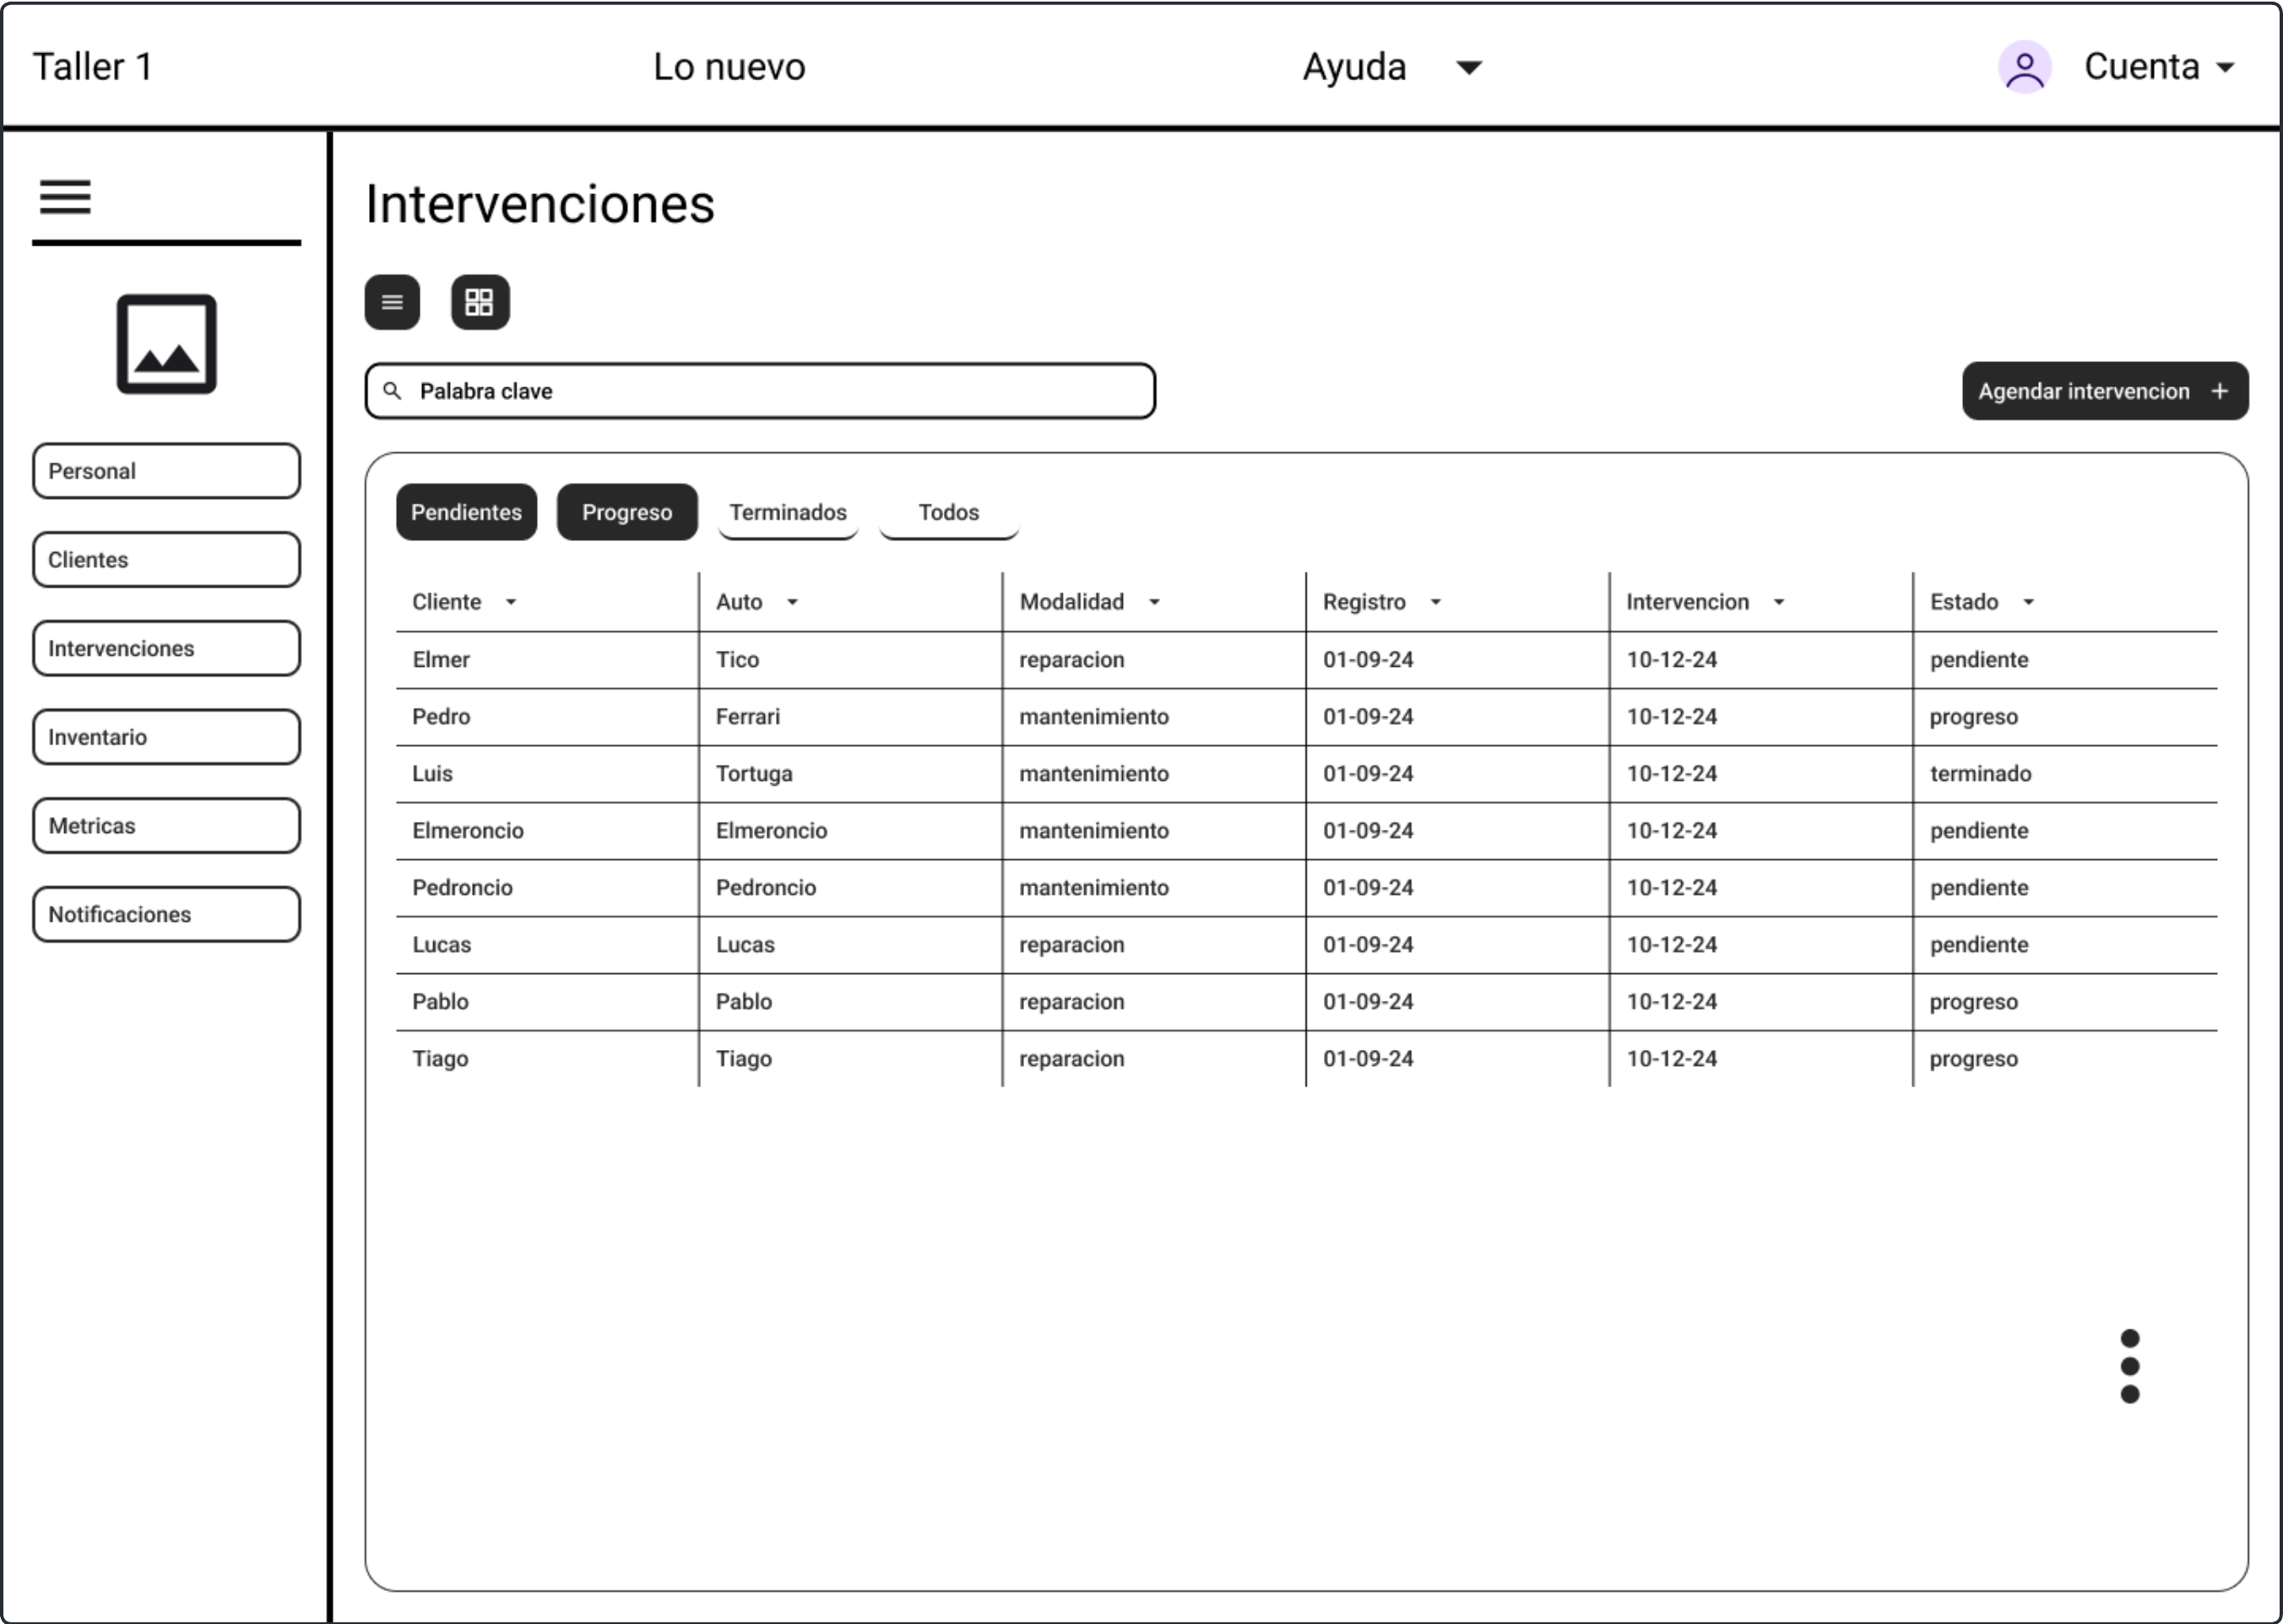 Taller 1 Lo nuevo Ayuda Cuenta
Intervenciones
Palabra clave
Agendar intervencion +
Personal
Clientes
Intervenciones
Inventario
Metricas
Notificaciones
Pendientes Progreso Terminados Todos
Cliente Auto Modalidad Registro Intervencion Estado
Elmer Tico reparacion 01-09-24 10-12-24 pendiente
Pedro Ferrari mantenimiento 01-09-24 10-12-24 progreso
Luis Tortuga mantenimiento 01-09-24 10-12-24 terminado
Elmeroncio Elmeroncio mantenimiento 01-09-24 10-12-24 pendiente
Pedroncio Pedroncio mantenimiento 01-09-24 10-12-24 pendiente
Lucas Lucas reparacion 01-09-24 10-12-24 pendiente
Pablo Pablo reparacion 01-09-24 10-12-24 progreso
Tiago Tiago reparacion 01-09-24 10-12-24 progreso